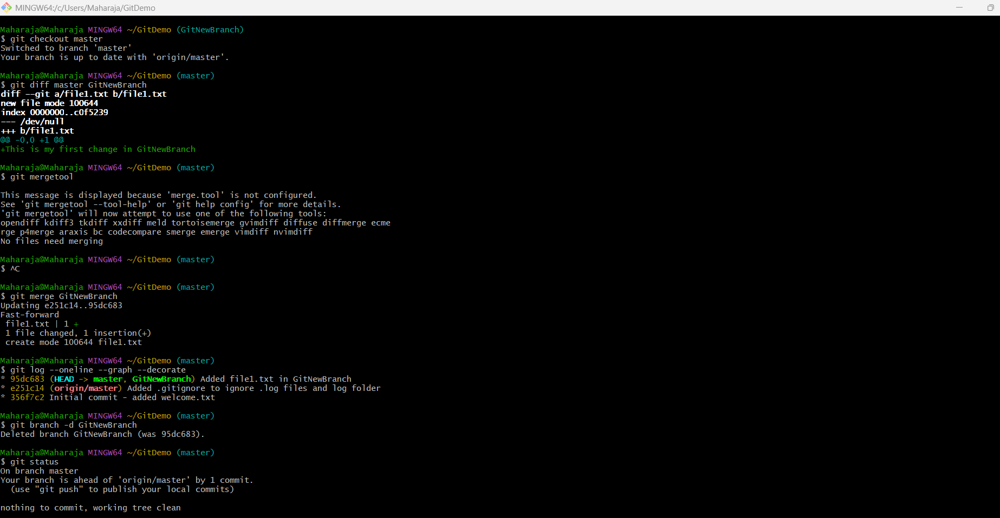 MINGW64:/c/Users/Maharaja/GitDemo
Maharaja@Maharaja MINGW64 ~/GitDemo (GitNewBranch)
$ git checkout master
Switched to branch 'master'
Your branch is up to date with 'origin/master'.
Maharaja@Maharaja MINGW64 ~/GitDemo (master)
$ git diff master GitNewBranch
diff --git a/file1.txt b/file1.txt
new file mode 100644
index 0000000..c0f5239
--- /dev/null
+++ b/file1.txt
@@ -0,0 +1 @@
+This is my first change in GitNewBranch
Maharaja@Maharaja MINGW64 ~/GitDemo (master)
$ git mergetool
This message is displayed because 'merge.tool' is not configured.
See 'git mergetool --tool-help' or 'git help config' for more details.
'git mergetool' will now attempt to use one of the following tools:
opendiff kdiff3 tkdiff xxdiff meld tortoisemerge gvimdiff diffuse diffmerge ecme
rge p4merge araxis bc codecompare smerge emerge vimdiff nvimdiff
No files need merging
Maharaja@Maharaja MINGW64 ~/GitDemo (master)
$ ^C
Maharaja@Maharaja MINGW64 ~/GitDemo (master)
$ git merge GitNewBranch
Updating e251c14..95dc683
Fast-forward
 file1.txt | 1 +
 1 file changed, 1 insertion(+)
 create mode 100644 file1.txt
Maharaja@Maharaja MINGW64 ~/GitDemo (master)
$ git log --oneline --graph --decorate
* 95dc683 (HEAD -> master, GitNewBranch) Added file1.txt in GitNewBranch
* e251c14 (origin/master) Added .gitignore to ignore .log files and log folder
* 356f7c2 Initial commit - added welcome.txt
Maharaja@Maharaja MINGW64 ~/GitDemo (master)
$ git branch -d GitNewBranch
Deleted branch GitNewBranch (was 95dc683).
Maharaja@Maharaja MINGW64 ~/GitDemo (master)
$ git status
On branch master
Your branch is ahead of 'origin/master' by 1 commit.
  (use "git push" to publish your local commits)
nothing to commit, working tree clean